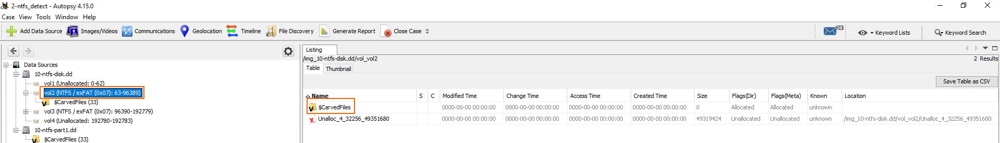 2-ntfs_detect - Autopsy 4.15.0
Case View Tools Window Help
Add Data Source Images/Videos Communications Geolocation Timeline File Discovery Generate Report Close Case 24 Keyword Lists Keyword Search
Data Sources
10-ntfs-disk.dd
vol1 (Unallocated: 0-62)
vol2 (NTFS / exFAT (0x07): 63-96389)
$CarvedFiles (33)
vol3 (NTFS / exFAT (0x07): 96390-192779)
vol4 (Unallocated: 192780-192783)
10-ntfs-part1.dd
$CarvedFiles (33)
Listing
/img_10-ntfs-disk.dd/vol_vol2 2 Results
Table Thumbnail
Save Table as CSV
Name S C Modified Time Change Time Access Time Created Time Size Flags(Dir) Flags(Meta) Known Location
$CarvedFiles 0000-00-00 00:00:00 0000-00-00 00:00:00 0000-00-00 00:00:00 0000-00-00 00:00:00 0 Allocated Allocated unknown
Unalloc_4_32256_49351680 0000-00-00 00:00:00 0000-00-00 00:00:00 0000-00-00 00:00:00 0000-00-00 00:00:00 49319424 Unallocated Unallocated unknown /img_10-ntfs-disk.dd/vol_vol2/Unalloc_4_32256_49351680